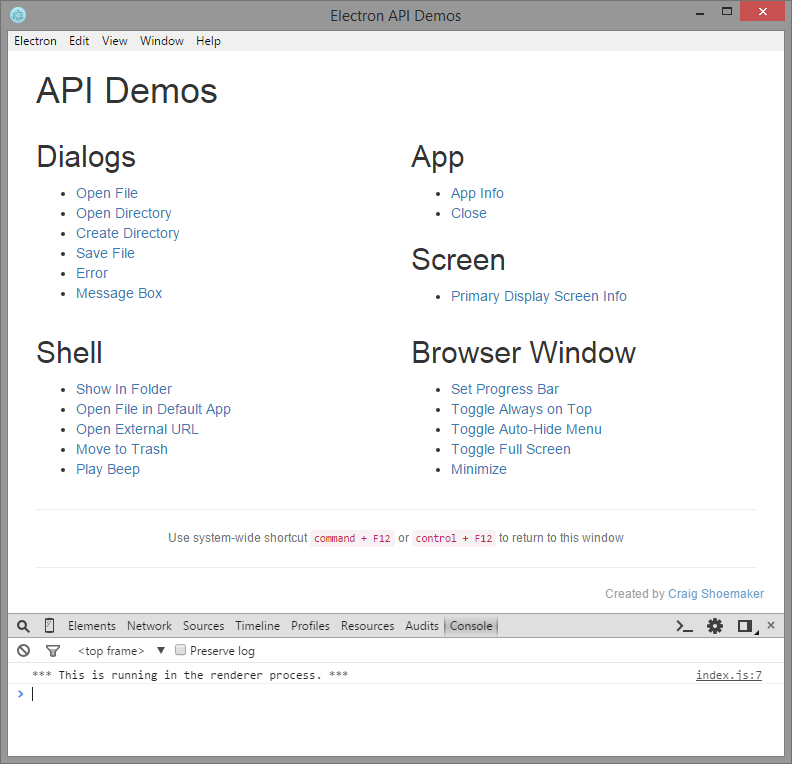 Electron API Demos
Electron Edit View Window Help
API Demos
Dialogs
Open File
Open Directory
Create Directory
Save File
Error
Message Box
App
App Info
Close
Screen
Primary Display Screen Info
Shell
Show In Folder
Open File in Default App
Open External URL
Move to Trash
Play Beep
Browser Window
Set Progress Bar
Toggle Always on Top
Toggle Auto-Hide Menu
Toggle Full Screen
Minimize
Use system-wide shortcut command + F12 or control + F12 to return to this window
Created by Craig Shoemaker
Elements Network Sources Timeline Profiles Resources Audits Console
<top frame> ▼ Preserve log
*** This is running in the renderer process. *** index.js:7